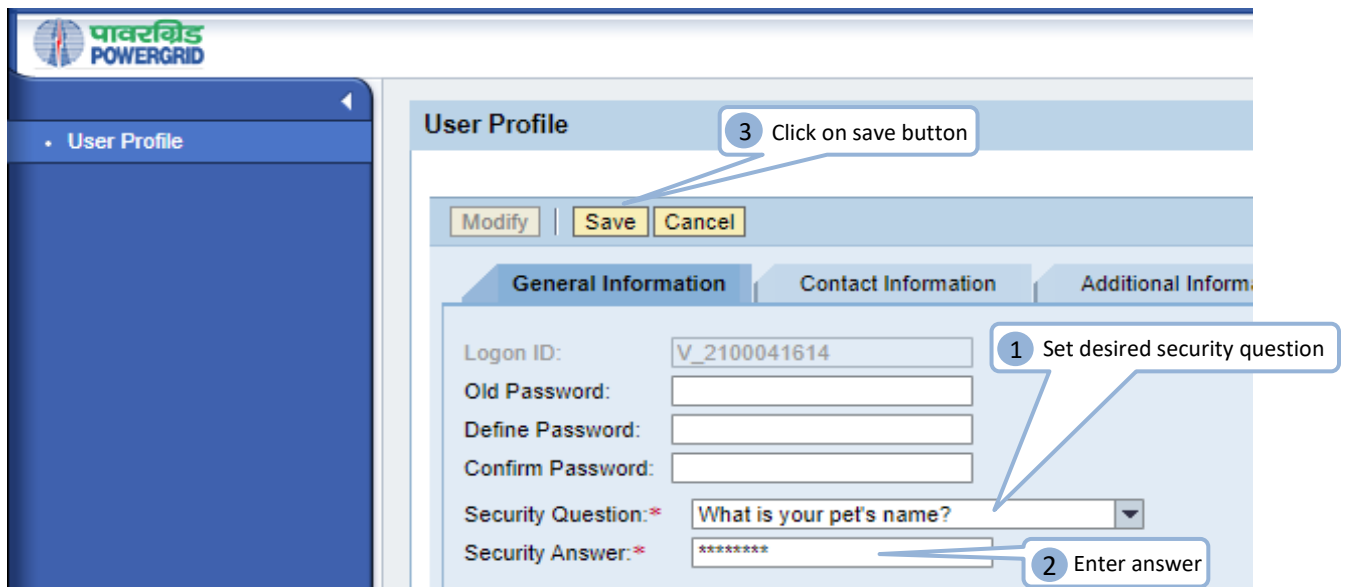 पावरग्रिड
POWERGRID
• User Profile
User Profile
3 Click on save button
Modify Save Cancel
General Information Contact Information Additional Informa
Logon ID: V_2100041614
1 Set desired security question
Old Password:
Define Password:
Confirm Password:
Security Question:* What is your pet's name?
Security Answer:* ********
2 Enter answer